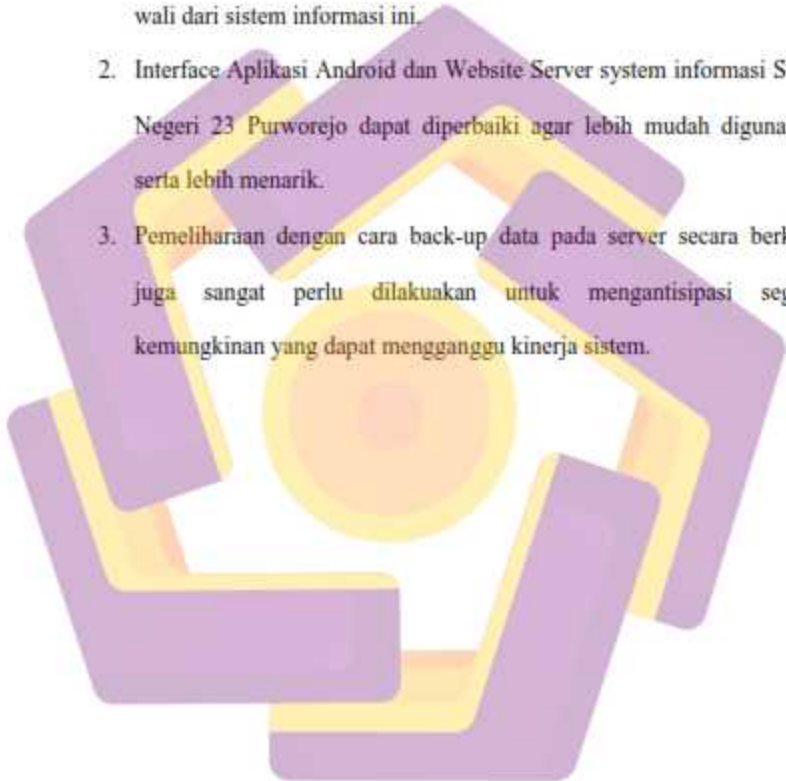 wali dari sistem informasi ini.
2. Interface Aplikasi Android dan Website Server system informasi S
Negeri 23 Purworejo dapat diperbaiki agar lebih mudah diguna
serta lebih menarik.
3. Pemeliharaan dengan cara back-up data pada server secara berk
juga sangat perlu dilakuakan untuk mengantisipasi seg
kemungkinan yang dapat mengganggu kinerja sistem.